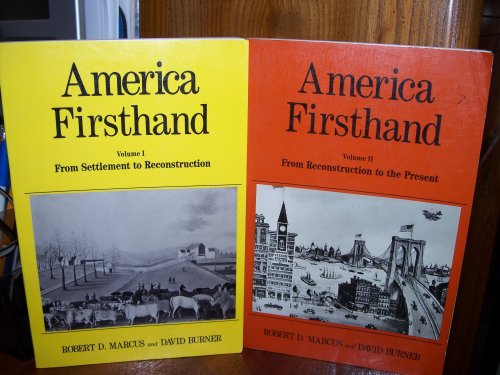 America
Firsthand
Volume I
From Settlement to Reconstruction
ROBERT D. MARCUS and DAVID BURNER
America
Firsthand
Volume II
From Reconstruction to the Present
ROBERT D. MARCUS and DAVID BURNER